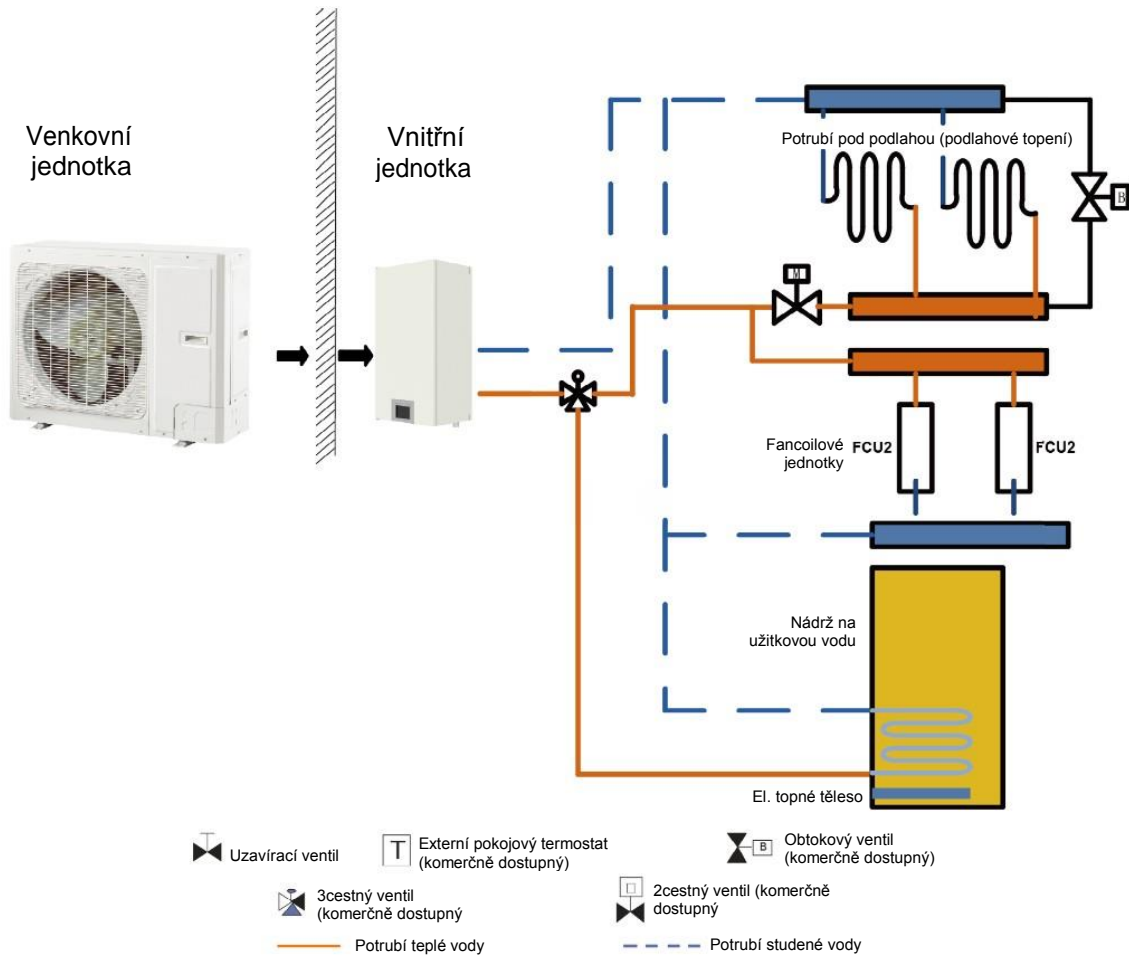 Venkovní
jednotka
Vnitřní
jednotka
Potrubí pod podlahou (podlahové topení)
B
M
Fancoilové
jednotky
FCU2
FCU2
Nádrž na
užitkovou vodu
El. topné těleso
Uzavírací ventil
T
Externí pokojový termostat
(komerčně dostupný)
B
Obtokový ventil
(komerčně dostupný)
3cestný ventil
(komerčně dostupný
2cestný ventil (komerčně
dostupný
Potrubí teplé vody
Potrubí studené vody